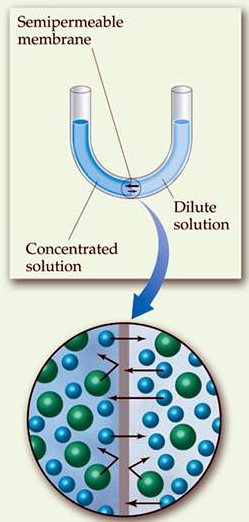 Semipermeable
membrane
Dilute
solution
Concentrated
solution